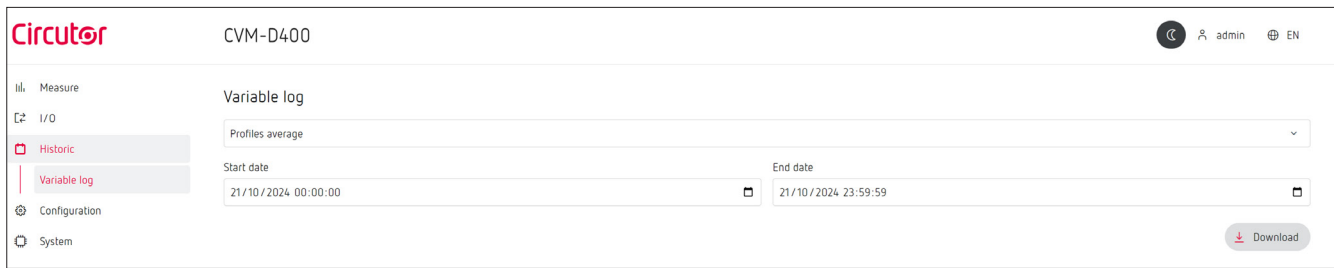 Circutor
CVM-D400
admin
EN
Measure
I/O
Historic
Variable log
Configuration
System
Variable log
Profiles average
Start date
End date
21/10/2024 00:00:00
21/10/2024 23:59:59
Download